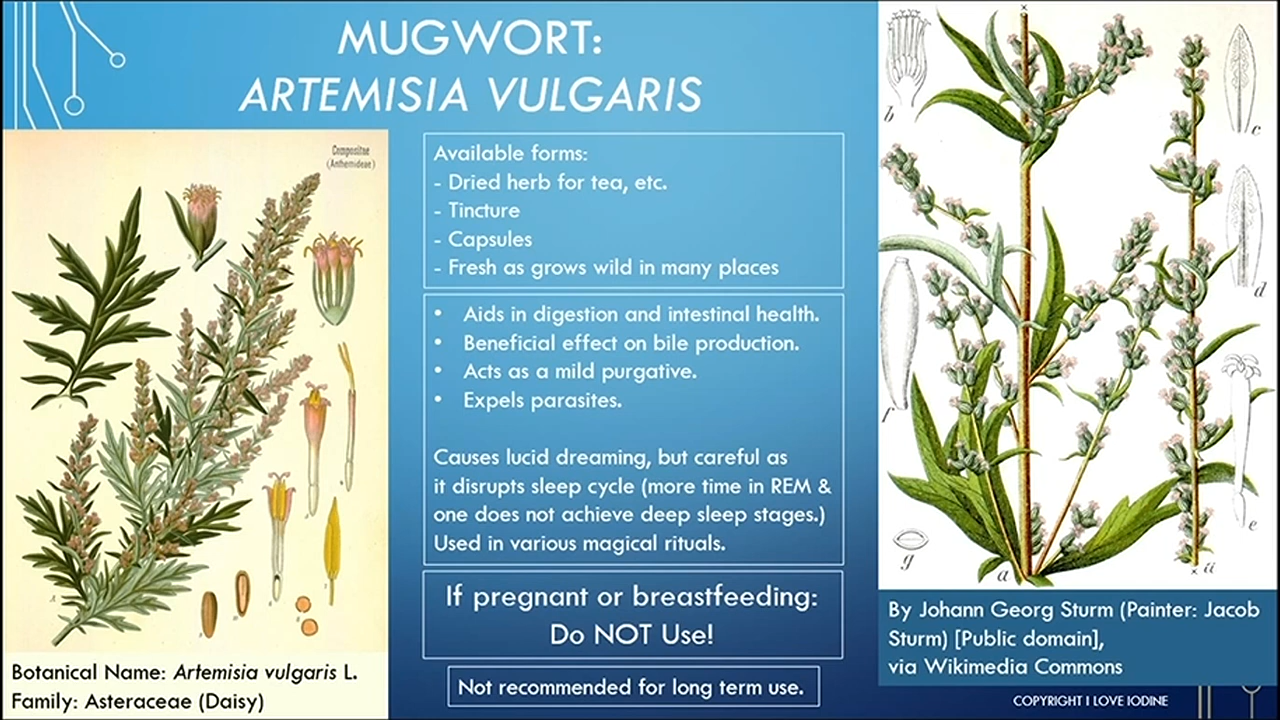 MUGWORT:
ARTEMISIA VULGARIS
Compositae
(Anthemideae)
Botanical Name: Artemisia vulgaris L.
Family: Asteraceae (Daisy)
Available forms:
- Dried herb for tea, etc.
- Tincture
- Capsules
- Fresh as grows wild in many places
• Aids in digestion and intestinal health.
• Beneficial effect on bile production.
• Acts as a mild purgative.
• Expels parasites.
Causes lucid dreaming, but careful as
it disrupts sleep cycle (more time in REM &
one does not achieve deep sleep stages.)
Used in various magical rituals.
If pregnant or breastfeeding:
Do NOT Use!
Not recommended for long term use.
b
c
d
f
e
g
a
ii
By Johann Georg Sturm (Painter: Jacob
Sturm) [Public domain],
via Wikimedia Commons
COPYRIGHT I LOVE IODINE